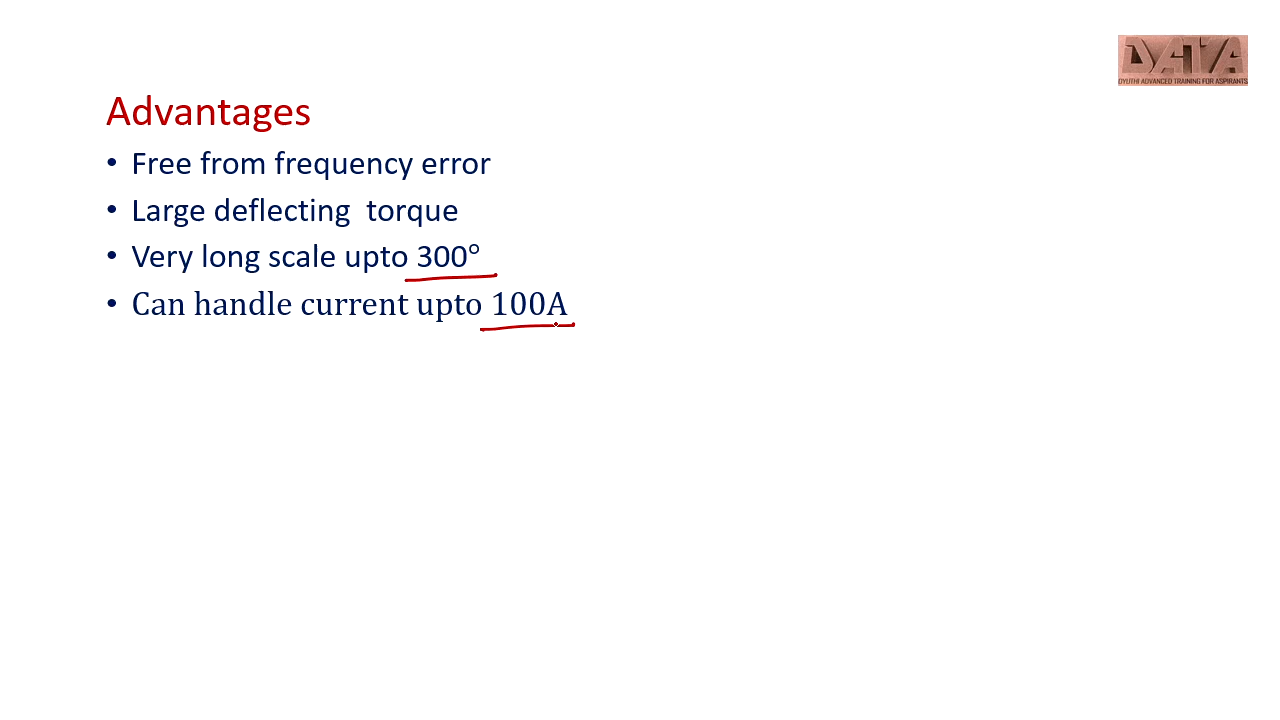 DATA
DYUTHI ADVANCED TRAINING FOR ASPIRANTS
Advantages
• Free from frequency error
• Large deflecting  torque
• Very long scale upto 300°
• Can handle current upto 100A